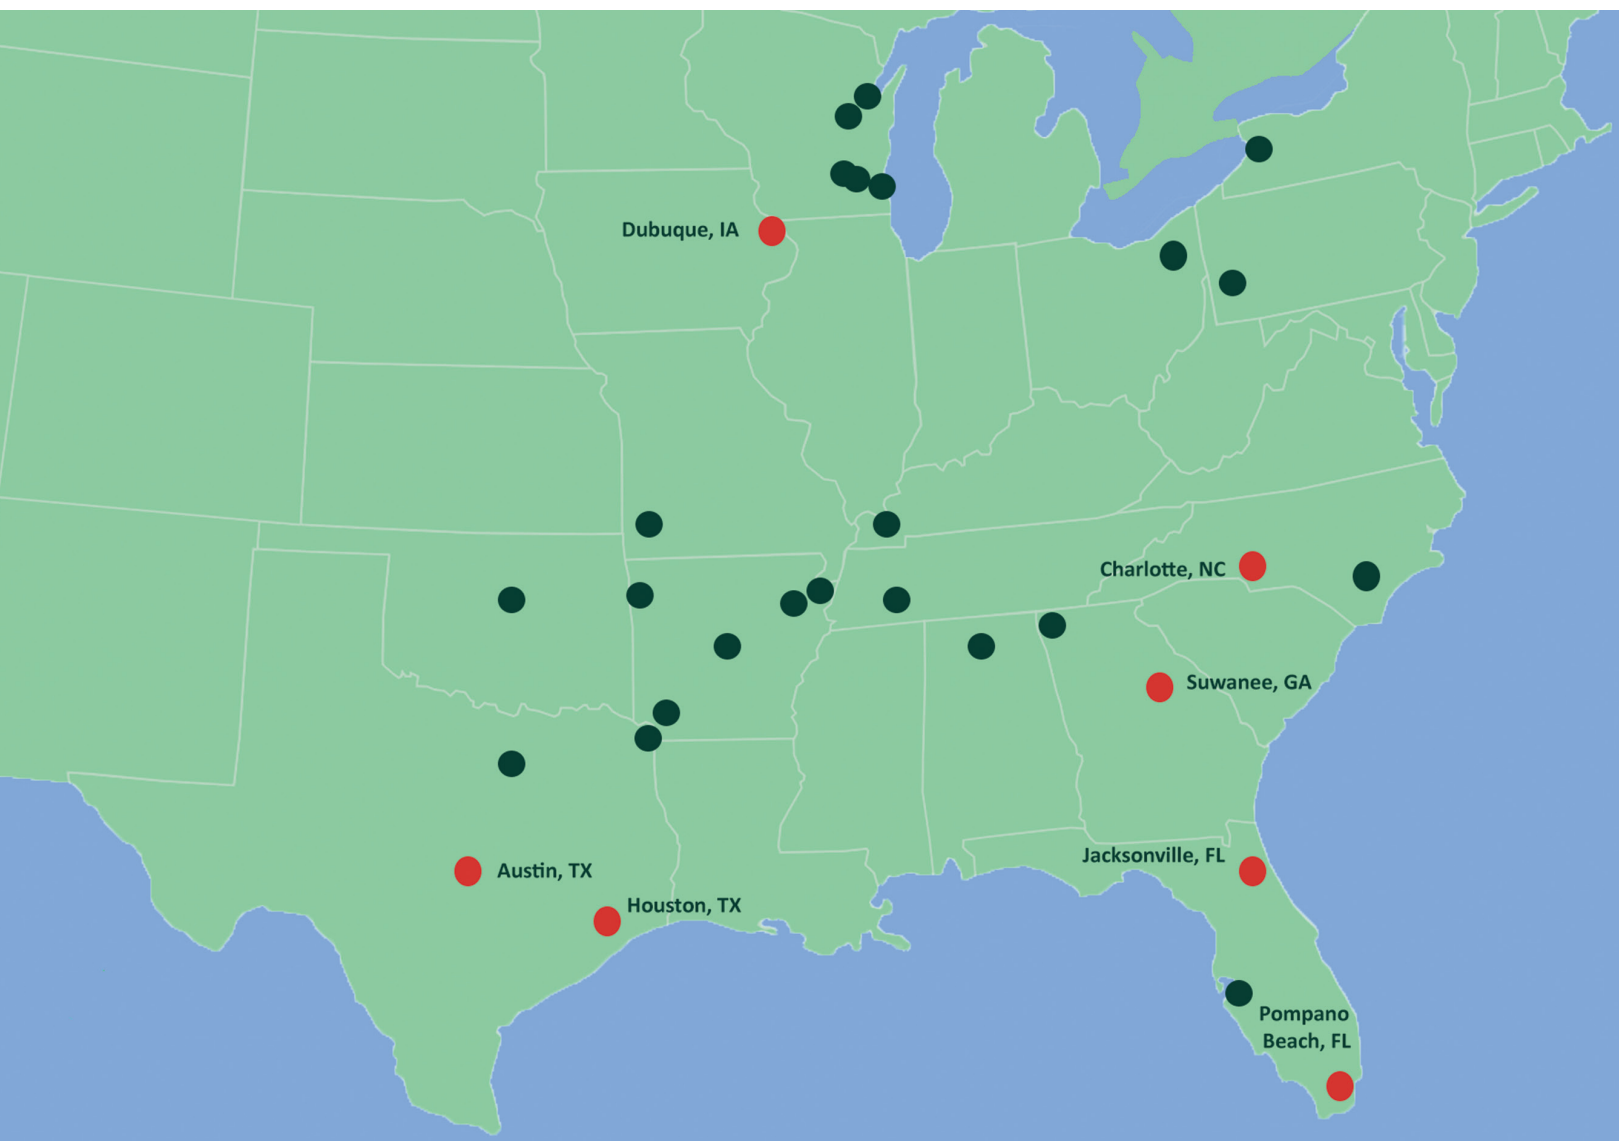 Dubuque, IA
Charlotte, NC
Suwanee, GA
Jacksonville, FL
Austin, TX
Houston, TX
Pompano
Beach, FL